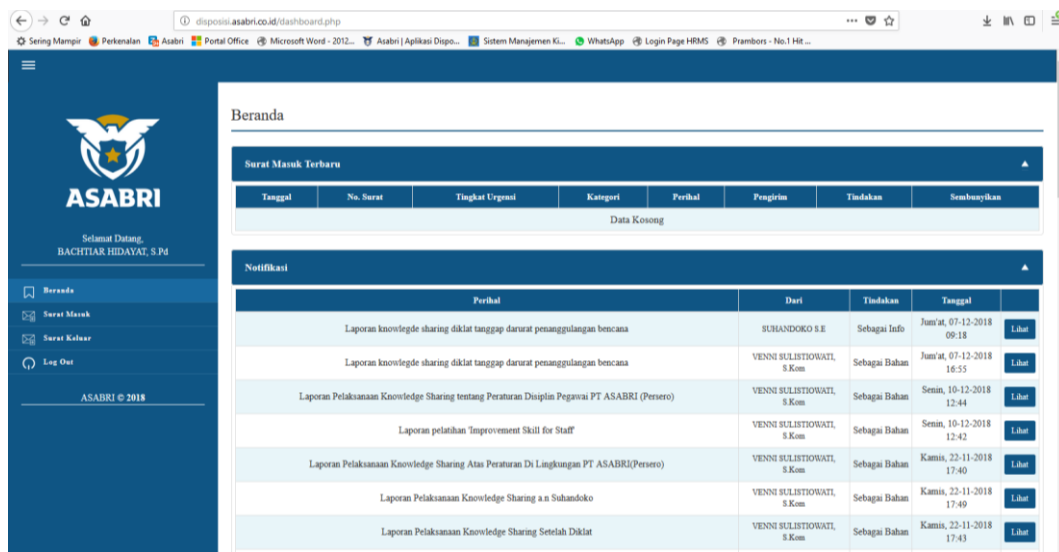 disposisi.asabri.co.id/dashboard.php
Sering Mampir Perkenalan Asabri Portal Office Microsoft Word - 2012... Asabri | Aplikasi Dispo... Sistem Manajemen Ki... WhatsApp Login Page HRMS Prambors - No.1 Hit ...
ASABRI
Selamat Datang,
BACHTIAR HIDAYAT, S.Pd
Beranda
Surat Masuk
Surat Keluar
Log Out
ASABRI © 2018
Beranda
Surat Masuk Terbaru
Tanggal No. Surat Tingkat Urgensi Kategori Perihal Pengirim Tindakan Sembunyikan
Data Kosong
Notifikasi
Perihal Dari Tindakan Tanggal
Laporan knowlegde sharing diklat tanggap darurat penanggulangan bencana SUHANDOKO S.E Sebagai Info Jum'at, 07-12-2018
09:18 Lihat
Laporan knowlegde sharing diklat tanggap darurat penanggulangan bencana VENNI SULISTIOWATI,
S.Kom Sebagai Bahan Jum'at, 07-12-2018
16:55 Lihat
Laporan Pelaksanaan Knowledge Sharing tentang Peraturan Disiplin Pegawai PT ASABRI (Persero) VENNI SULISTIOWATI,
S.Kom Sebagai Bahan Senin, 10-12-2018
12:44 Lihat
Laporan pelatihan 'Improvement Skill for Staff' VENNI SULISTIOWATI,
S.Kom Sebagai Bahan Senin, 10-12-2018
12:42 Lihat
Laporan Pelaksanaan Knowledge Sharing Atas Peraturan Di Lingkungan PT ASABRI(Persero) VENNI SULISTIOWATI,
S.Kom Sebagai Bahan Kamis, 22-11-2018
17:40 Lihat
Laporan Pelaksanaan Knowledge Sharing a.n Suhandoko VENNI SULISTIOWATI,
S.Kom Sebagai Bahan Kamis, 22-11-2018
17:49 Lihat
Laporan Pelaksanaan Knowledge Sharing Setelah Diklat VENNI SULISTIOWATI,
S.Kom Sebagai Bahan Kamis, 22-11-2018
17:43 Lihat